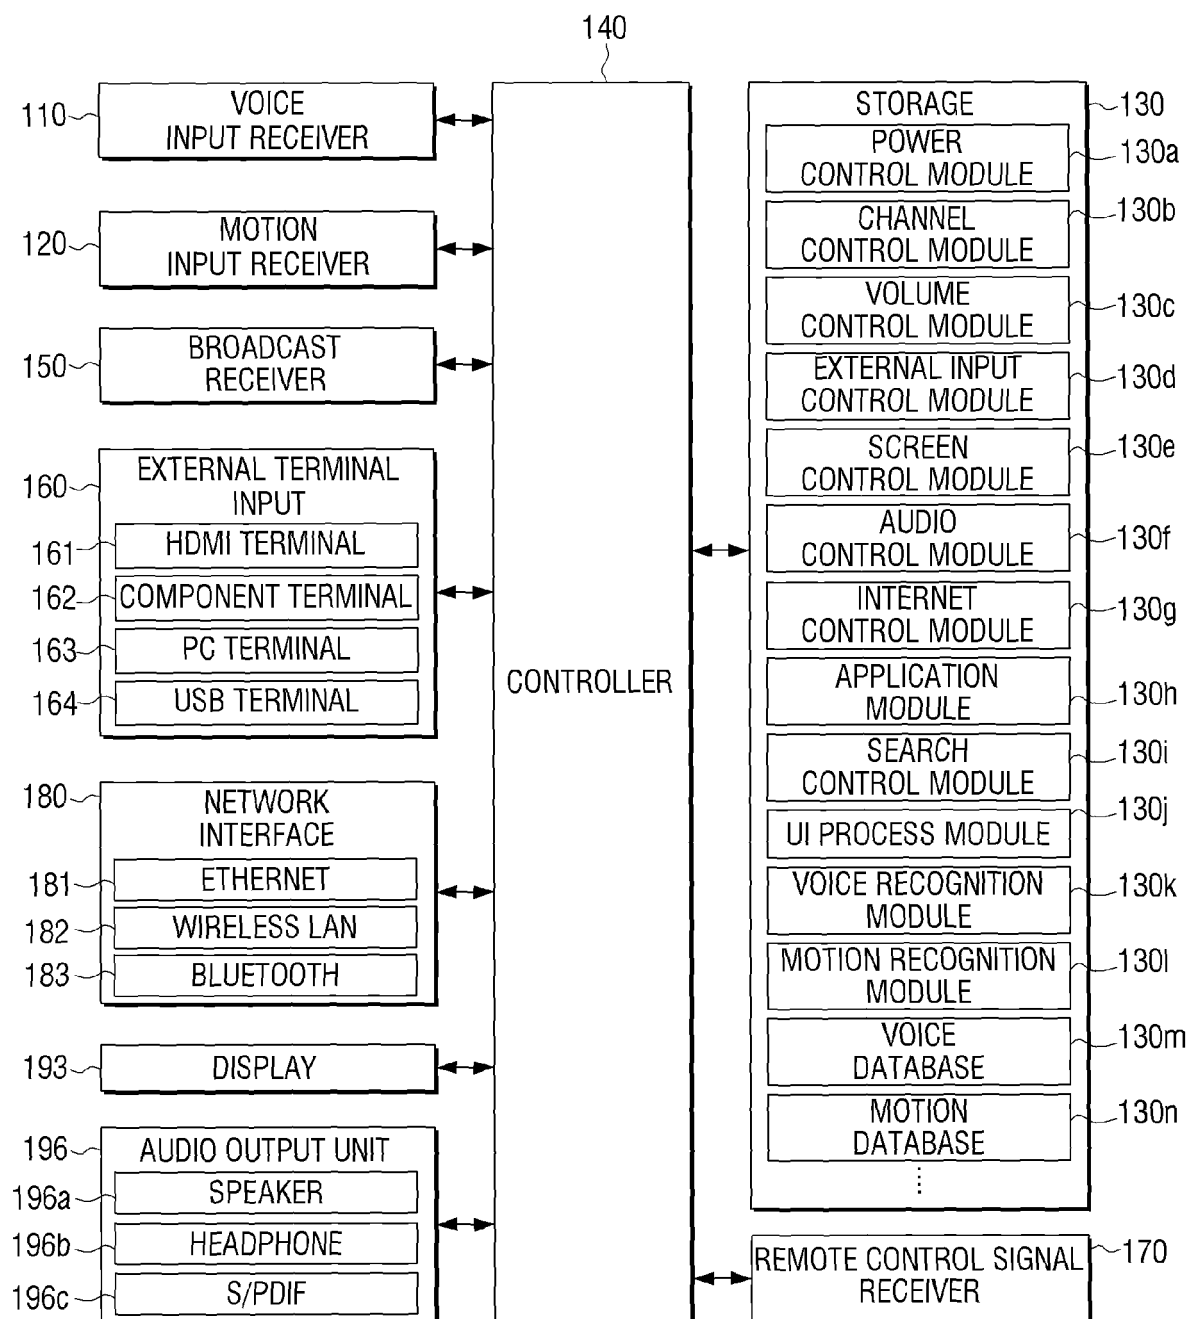 140
110
VOICE
INPUT RECEIVER
120
MOTION
INPUT RECEIVER
150
BROADCAST
RECEIVER
160
EXTERNAL TERMINAL
INPUT
161
HDMI TERMINAL
162
COMPONENT TERMINAL
163
PC TERMINAL
164
USB TERMINAL
180
NETWORK
INTERFACE
181
ETHERNET
182
WIRELESS LAN
183
BLUETOOTH
193
DISPLAY
196
AUDIO OUTPUT UNIT
196a
SPEAKER
196b
HEADPHONE
196c
S/PDIF
CONTROLLER
STORAGE
130
POWER
CONTROL MODULE
130a
CHANNEL
CONTROL MODULE
130b
VOLUME
CONTROL MODULE
130c
EXTERNAL INPUT
CONTROL MODULE
130d
SCREEN
CONTROL MODULE
130e
AUDIO
CONTROL MODULE
130f
INTERNET
CONTROL MODULE
130g
APPLICATION
MODULE
130h
SEARCH
CONTROL MODULE
130i
UI PROCESS MODULE
130j
VOICE RECOGNITION
MODULE
130k
MOTION RECOGNITION
MODULE
130l
VOICE
DATABASE
130m
MOTION
DATABASE
130n
REMOTE CONTROL SIGNAL
RECEIVER
170